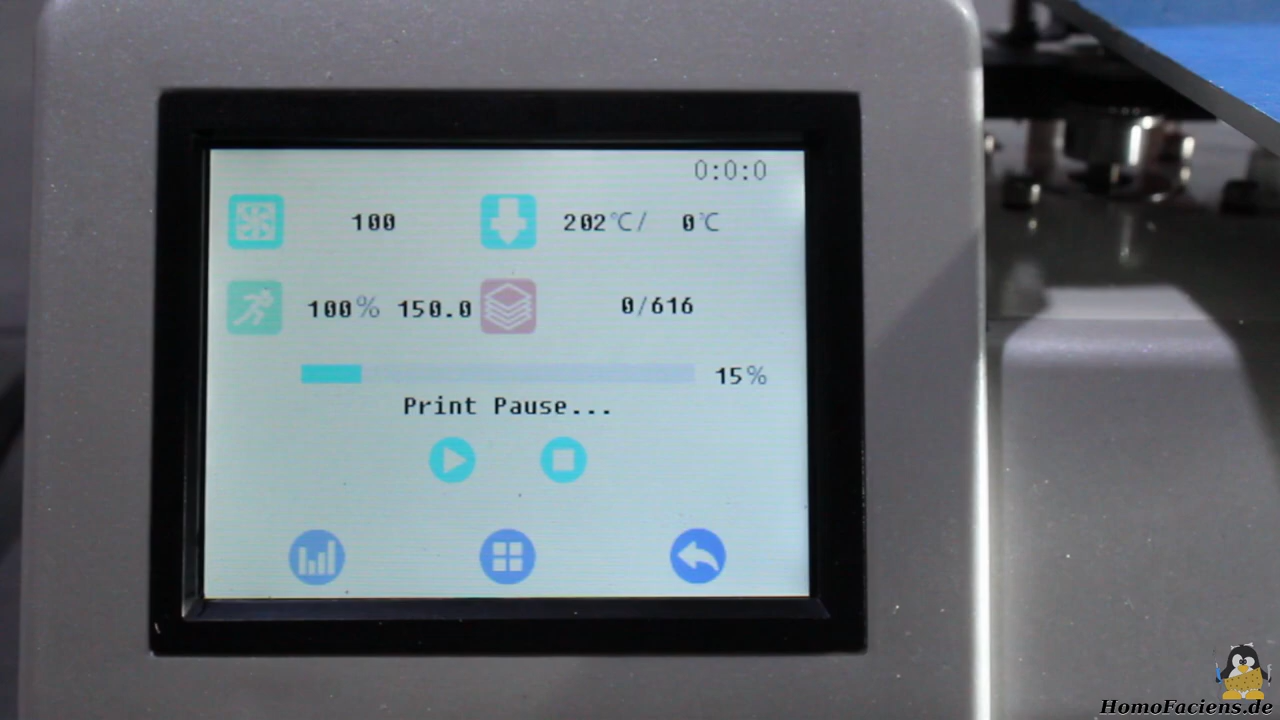 0:0:0
100 202℃/ 0℃
100% 150.0 0/616
15%
Print Pause...
HomoFaciens.de